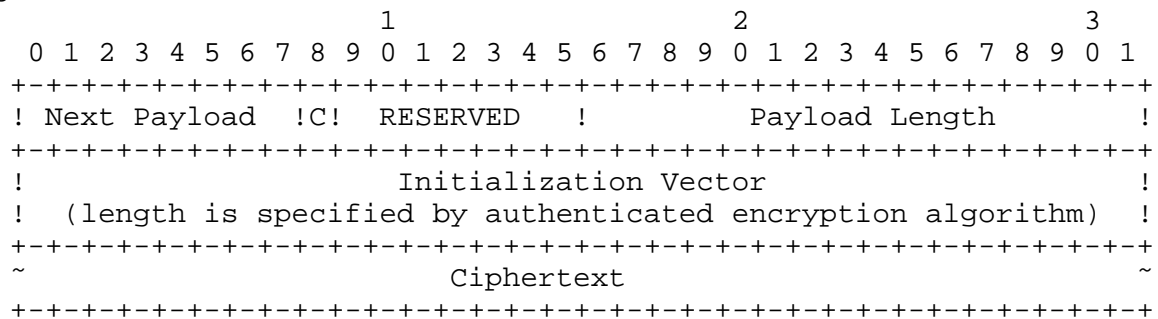 1                   2                   3
 0 1 2 3 4 5 6 7 8 9 0 1 2 3 4 5 6 7 8 9 0 1 2 3 4 5 6 7 8 9 0 1
+-+-+-+-+-+-+-+-+-+-+-+-+-+-+-+-+-+-+-+-+-+-+-+-+-+-+-+-+-+-+-+-+
! Next Payload  !C!  RESERVED   !         Payload Length        !
+-+-+-+-+-+-+-+-+-+-+-+-+-+-+-+-+-+-+-+-+-+-+-+-+-+-+-+-+-+-+-+-+
!                     Initialization Vector                     !
!  (length is specified by authenticated encryption algorithm)  !
+-+-+-+-+-+-+-+-+-+-+-+-+-+-+-+-+-+-+-+-+-+-+-+-+-+-+-+-+-+-+-+-+
~                        Ciphertext                             ~
+-+-+-+-+-+-+-+-+-+-+-+-+-+-+-+-+-+-+-+-+-+-+-+-+-+-+-+-+-+-+-+-+